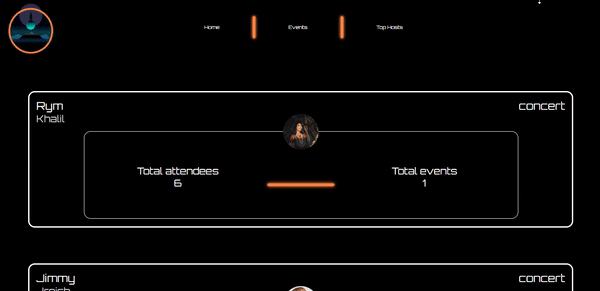 Home
Events
Top Hosts
Rym
Khalil
concert
Total attendees
6
Total events
1
Jimmy
concert